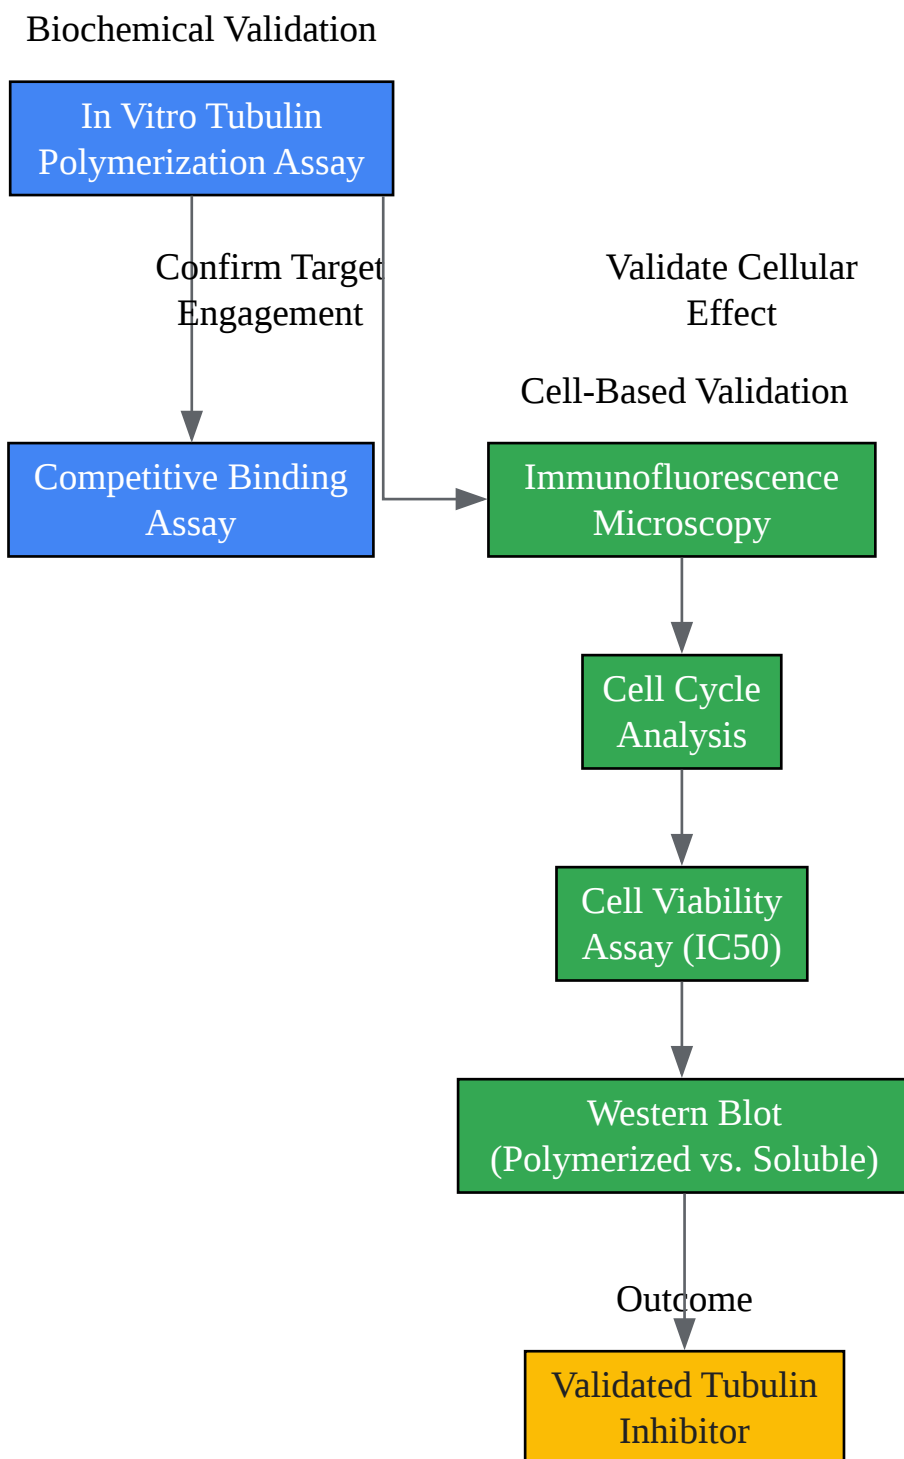 Biochemical Validation
In Vitro Tubulin
Polymerization Assay
Confirm Target
Engagement
Validate Cellular
Effect
Cell-Based Validation
Competitive Binding
Assay
Immunofluorescence
Microscopy
Cell Cycle
Analysis
Cell Viability
Assay (IC50)
Western Blot
(Polymerized vs. Soluble)
Outcome
Validated Tubulin
Inhibitor